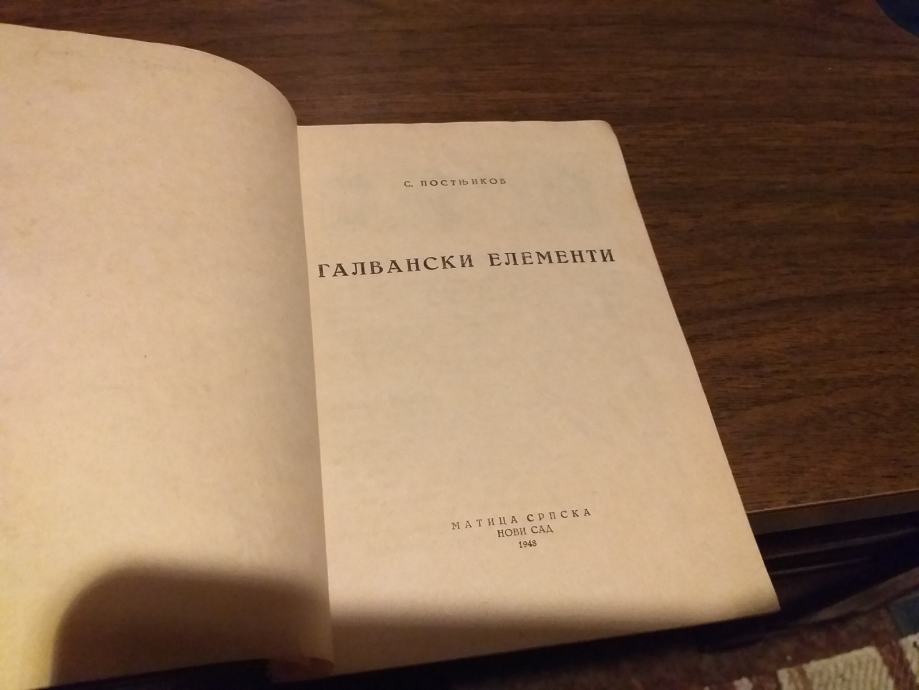 С. ПОСТЊИКОВ
ГАЛВАНСКИ ЕЛЕМЕНТИ
МАТИЦА СРПСКА
НОВИ САД
1948